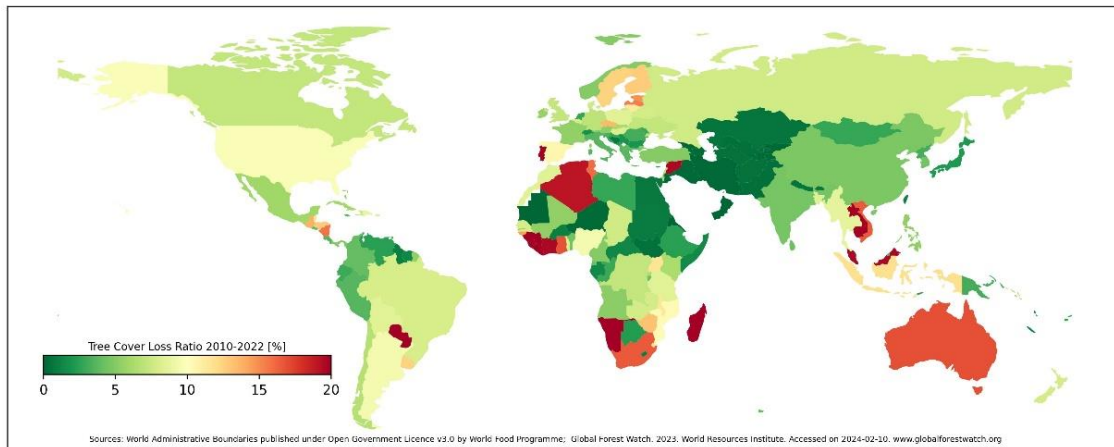 Tree Cover Loss Ratio 2010-2022 [%]
0 5 10 15 20
Sources: World Administrative Boundaries published under Open Government Licence v3.0 by World Food Programme; Global Forest Watch. 2023. World Resources Institute. Accessed on 2024-02-10. www.globalforestwatch.org